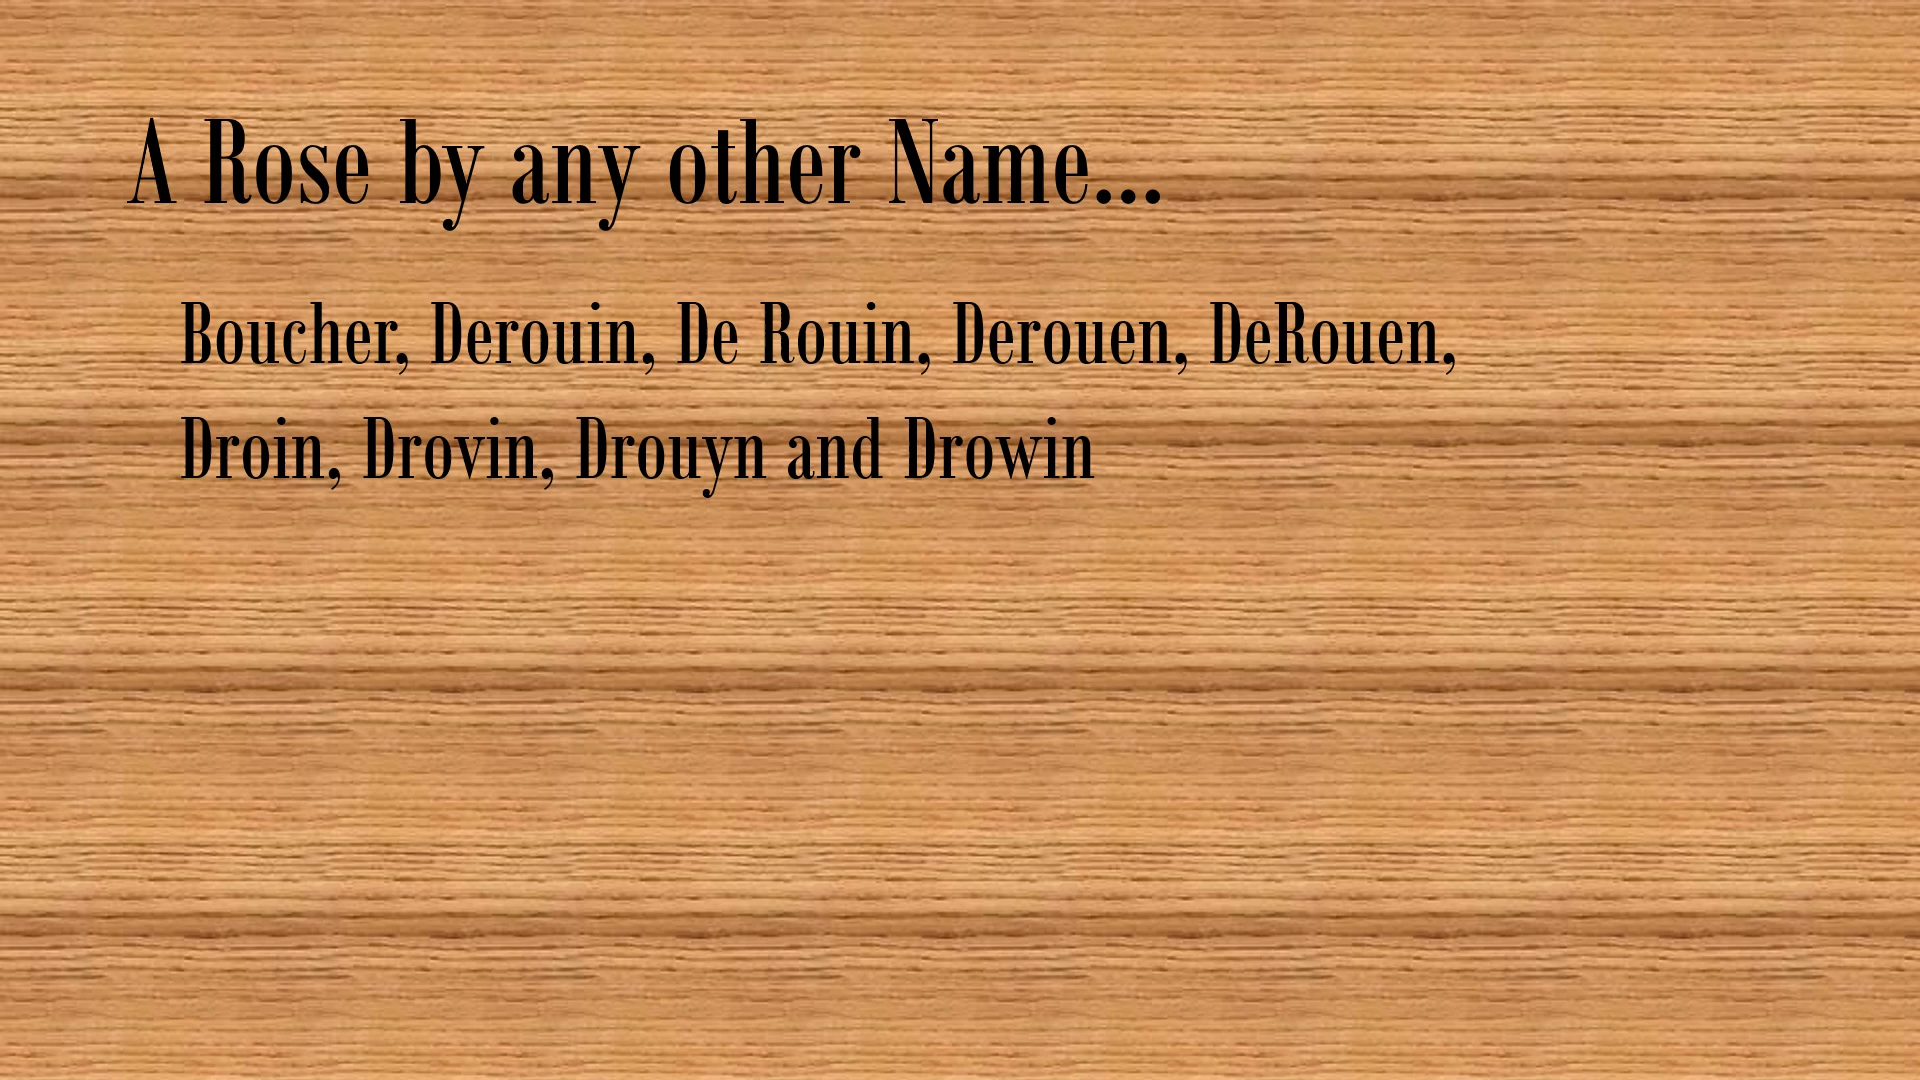 A Rose by any other Name...
Boucher, Derouin, De Rouin, Derouen, DeRouen,
Droin, Drovin, Drouyn and Drowin